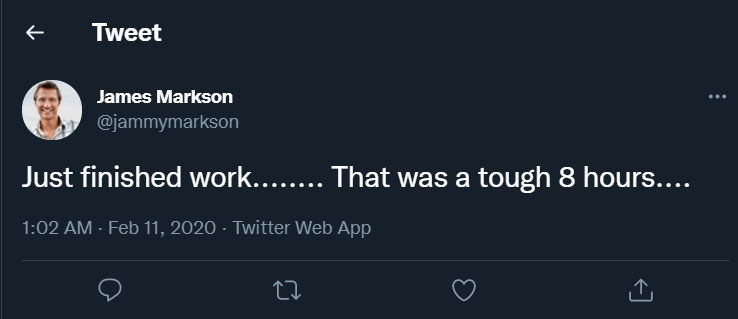 Tweet
James Markson
@jammymarkson
Just finished work........ That was a tough 8 hours....
1:02 AM · Feb 11, 2020 · Twitter Web App